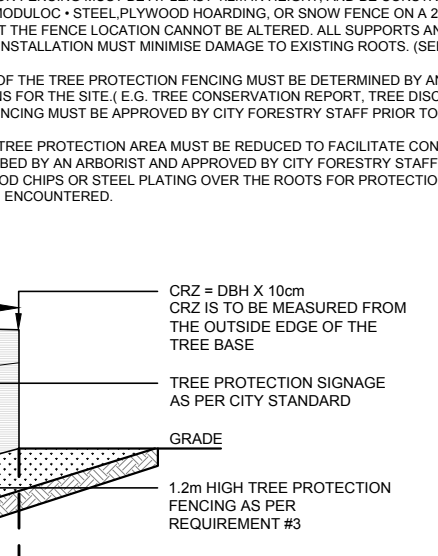 MODULOC • STEEL,PLYWOOD HOARDING, OR SNOW FENCE ON A 2
THE FENCE LOCATION CANNOT BE ALTERED. ALL SUPPORTS AN
INSTALLATION MUST MINIMISE DAMAGE TO EXISTING ROOTS. (SE
OF THE TREE PROTECTION FENCING MUST BE DETERMINED BY AN
NS FOR THE SITE.( E.G. TREE CONSERVATION REPORT, TREE DISC
NCING MUST BE APPROVED BY CITY FORESTRY STAFF PRIOR TO
TREE PROTECTION AREA MUST BE REDUCED TO FACILITATE CON
BED BY AN ARBORIST AND APPROVED BY CITY FORESTRY STAFF
OD CHIPS OR STEEL PLATING OVER THE ROOTS FOR PROTECTIO
ENCOUNTERED.
CRZ = DBH X 10cm
CRZ IS TO BE MEASURED FROM
THE OUTSIDE EDGE OF THE
TREE BASE
TREE PROTECTION SIGNAGE
AS PER CITY STANDARD
GRADE
1.2m HIGH TREE PROTECTION
FENCING AS PER
REQUIREMENT #3